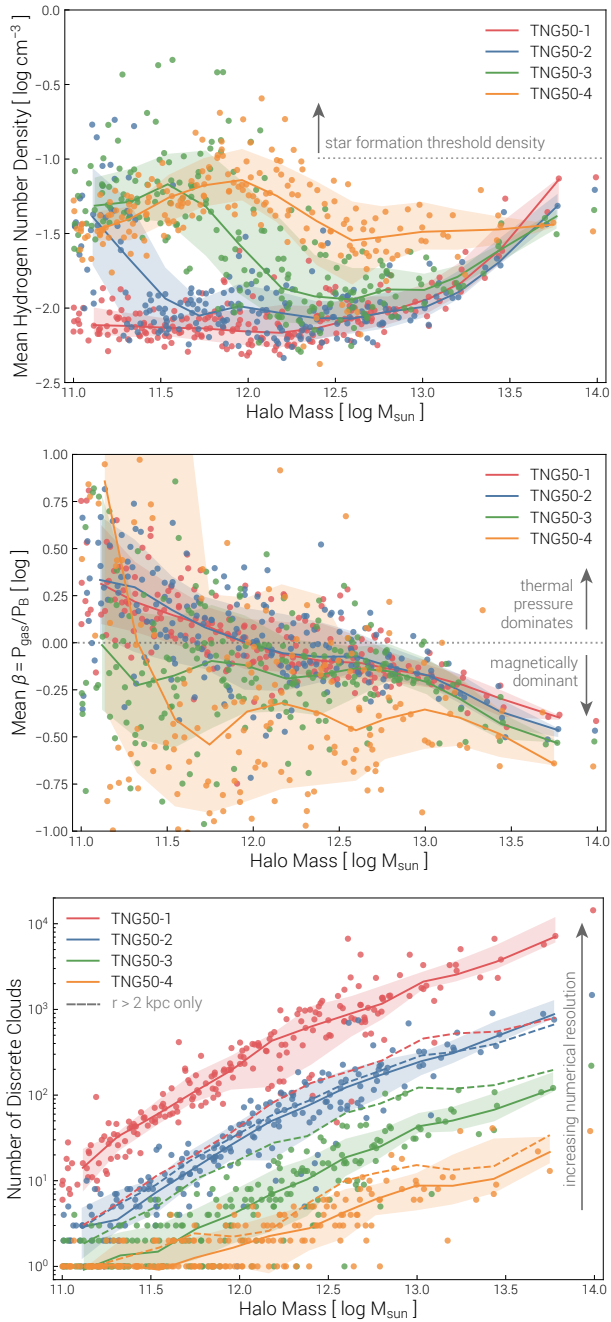 0.0
−0.5
−1.0
−1.5
−2.0
−2.5
Mean Hydrogen Number Density [ log cm⁻³ ]
TNG50-1
TNG50-2
TNG50-3
TNG50-4
star formation threshold density
11.0 11.5 12.0 12.5 13.0 13.5 14.0
Halo Mass [ log Msun ]
1.00
0.75
0.50
0.25
0.00
−0.25
−0.50
−0.75
−1.00
Mean β = Pgas/PB [ log ]
TNG50-1
TNG50-2
TNG50-3
TNG50-4
thermal
pressure
dominates
magnetically
dominant
11.0 11.5 12.0 12.5 13.0 13.5 14.0
Halo Mass [ log Msun ]
10⁴
10³
10²
10¹
10⁰
Number of Discrete Clouds
TNG50-1
TNG50-2
TNG50-3
TNG50-4
r > 2 kpc only
increasing numerical resolution
11.0 11.5 12.0 12.5 13.0 13.5 14.0
Halo Mass [ log Msun ]